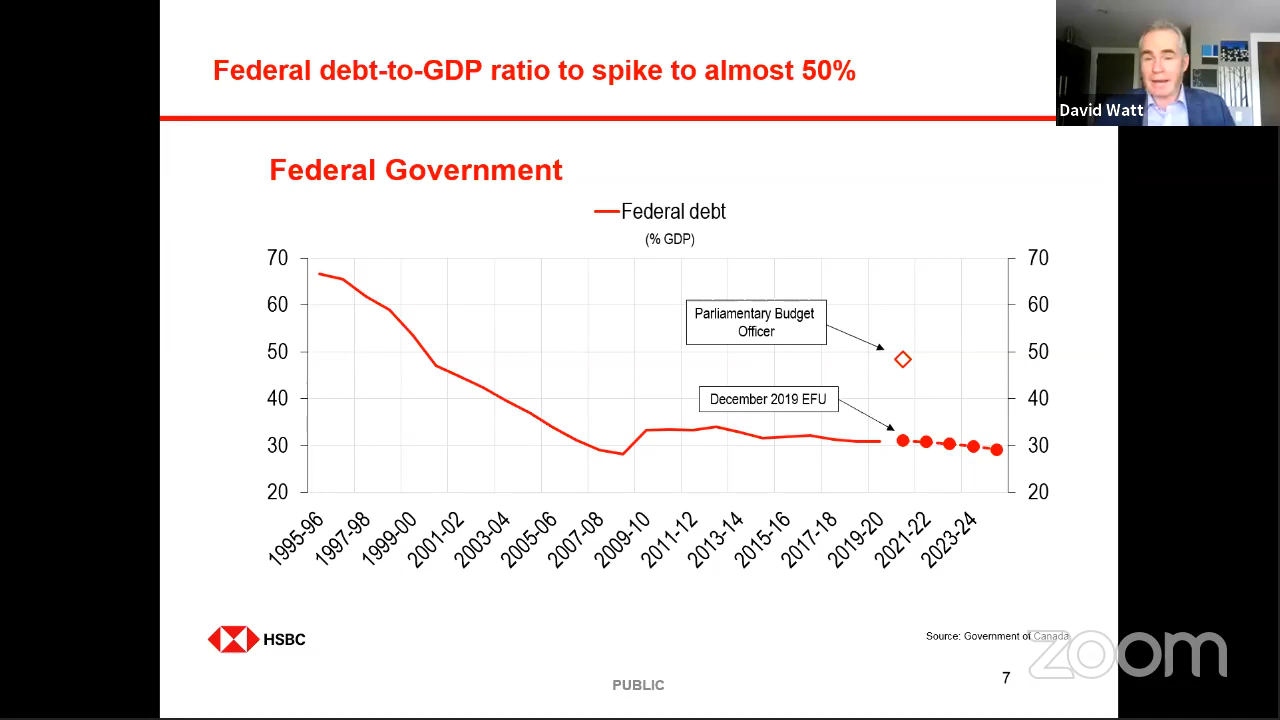 Federal debt-to-GDP ratio to spike to almost 50%
David Watt
Federal Government
Federal debt
(% GDP)
70
60
50
40
30
20
70
60
50
40
30
20
Parliamentary Budget
Officer
December 2019 EFU
1995-96
1997-98
1999-00
2001-02
2003-04
2005-06
2007-08
2009-10
2011-12
2013-14
2015-16
2017-18
2019-20
2021-22
2023-24
HSBC
Source: Government of Canada
zoom
7
PUBLIC